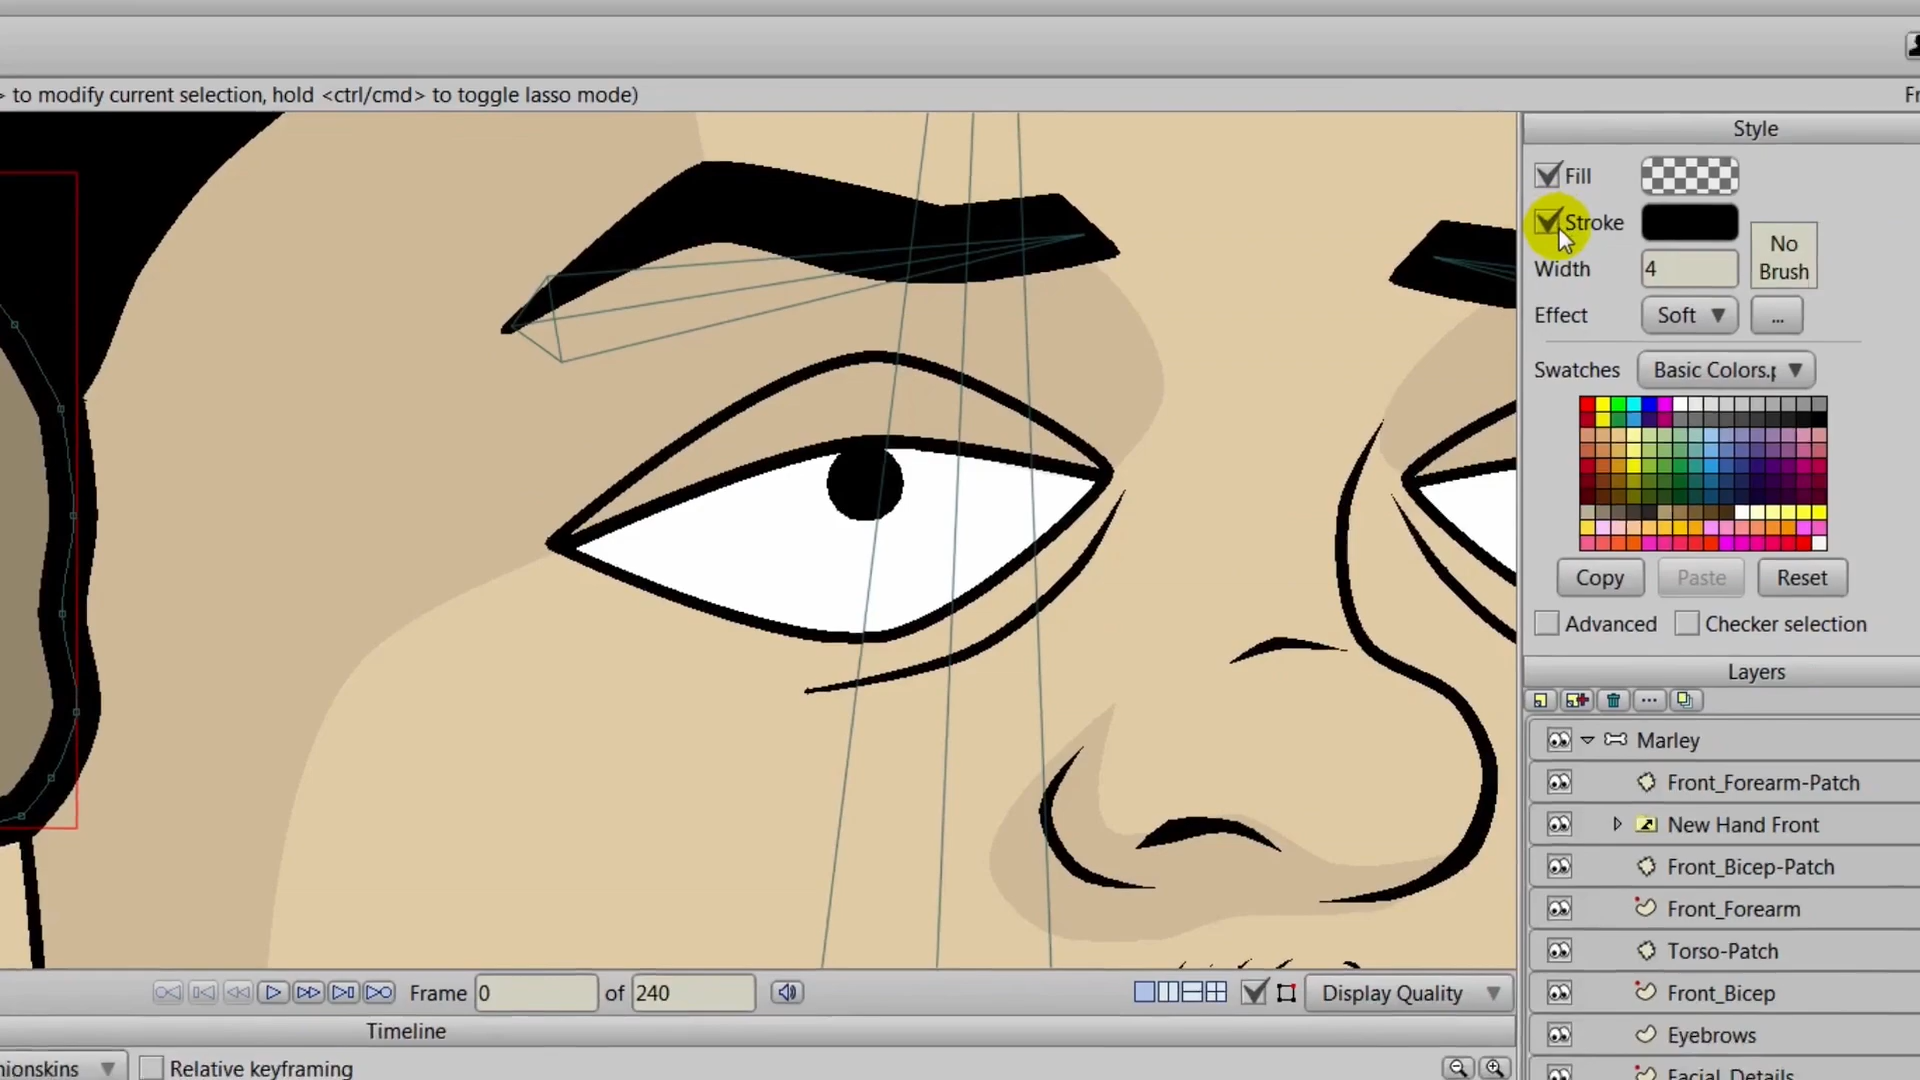 > to modify current selection, hold <ctrl/cmd> to toggle lasso mode)
Fr
Style
Fill
Stroke
No Brush
Width 4
Effect Soft ...
Swatches Basic Colors.p
Copy Paste Reset
Advanced Checker selection
Layers
Marley
Front_Forearm-Patch
New Hand Front
Front_Bicep-Patch
Front_Forearm
Torso-Patch
Front_Bicep
Eyebrows
Facial_Details
Frame 0 of 240
Display Quality
Timeline
nionskins
Relative keyframing